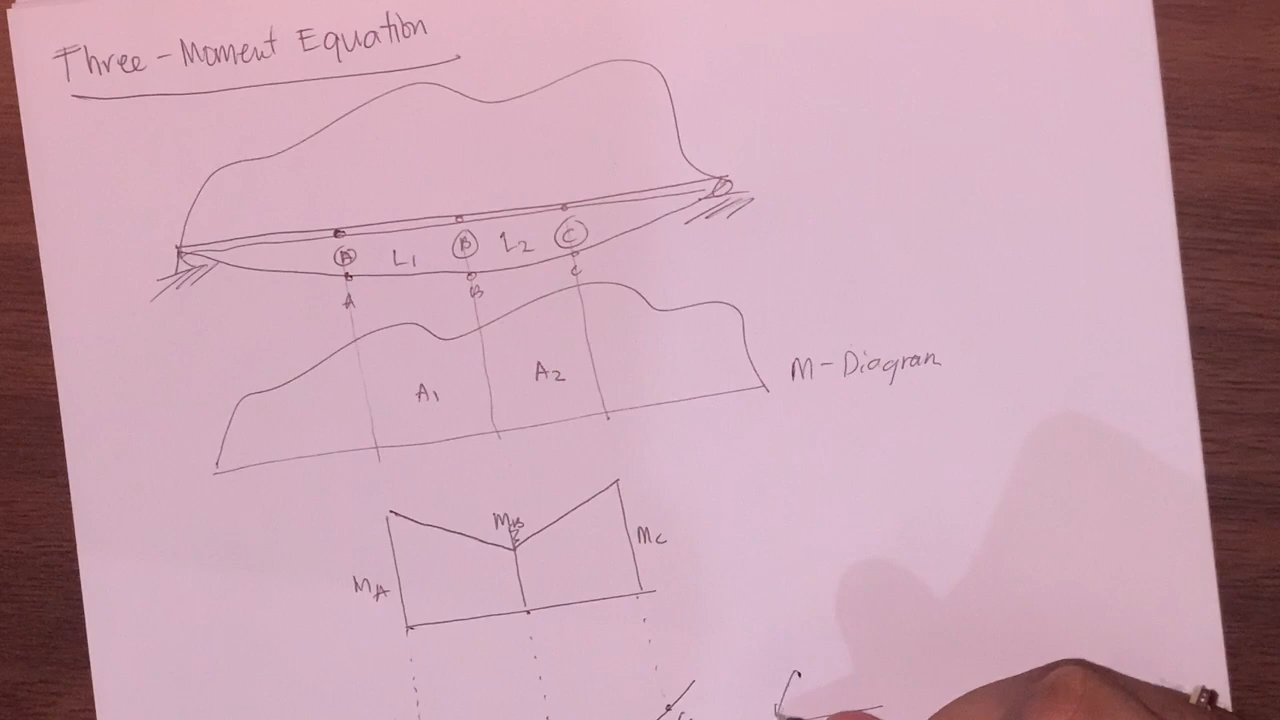 Three-Moment Equation
A L1 B L2 C
A B C
A1 A2
M-Diagram
MB
MA MC